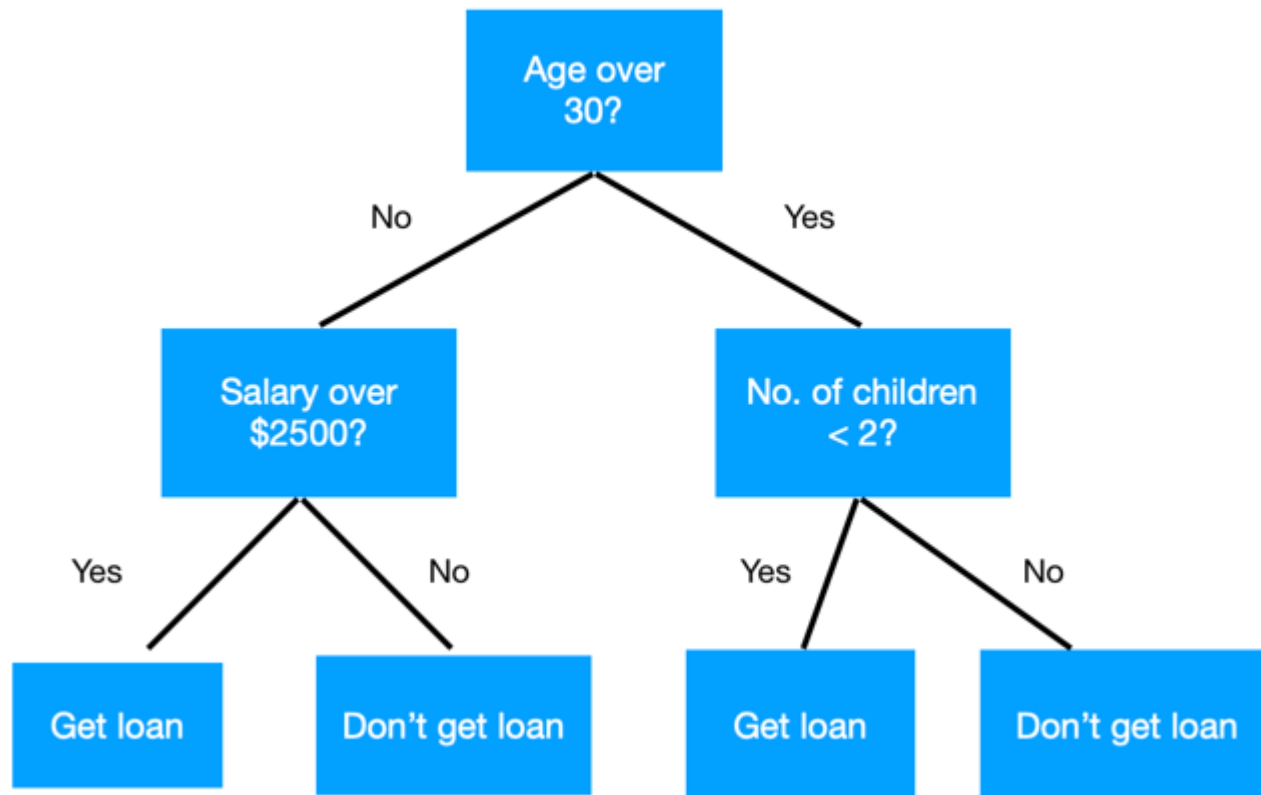 Age over
30?
No
Yes
Salary over
$2500?
No. of children
< 2?
Yes
No
Yes
No
Get loan
Don’t get loan
Get loan
Don’t get loan